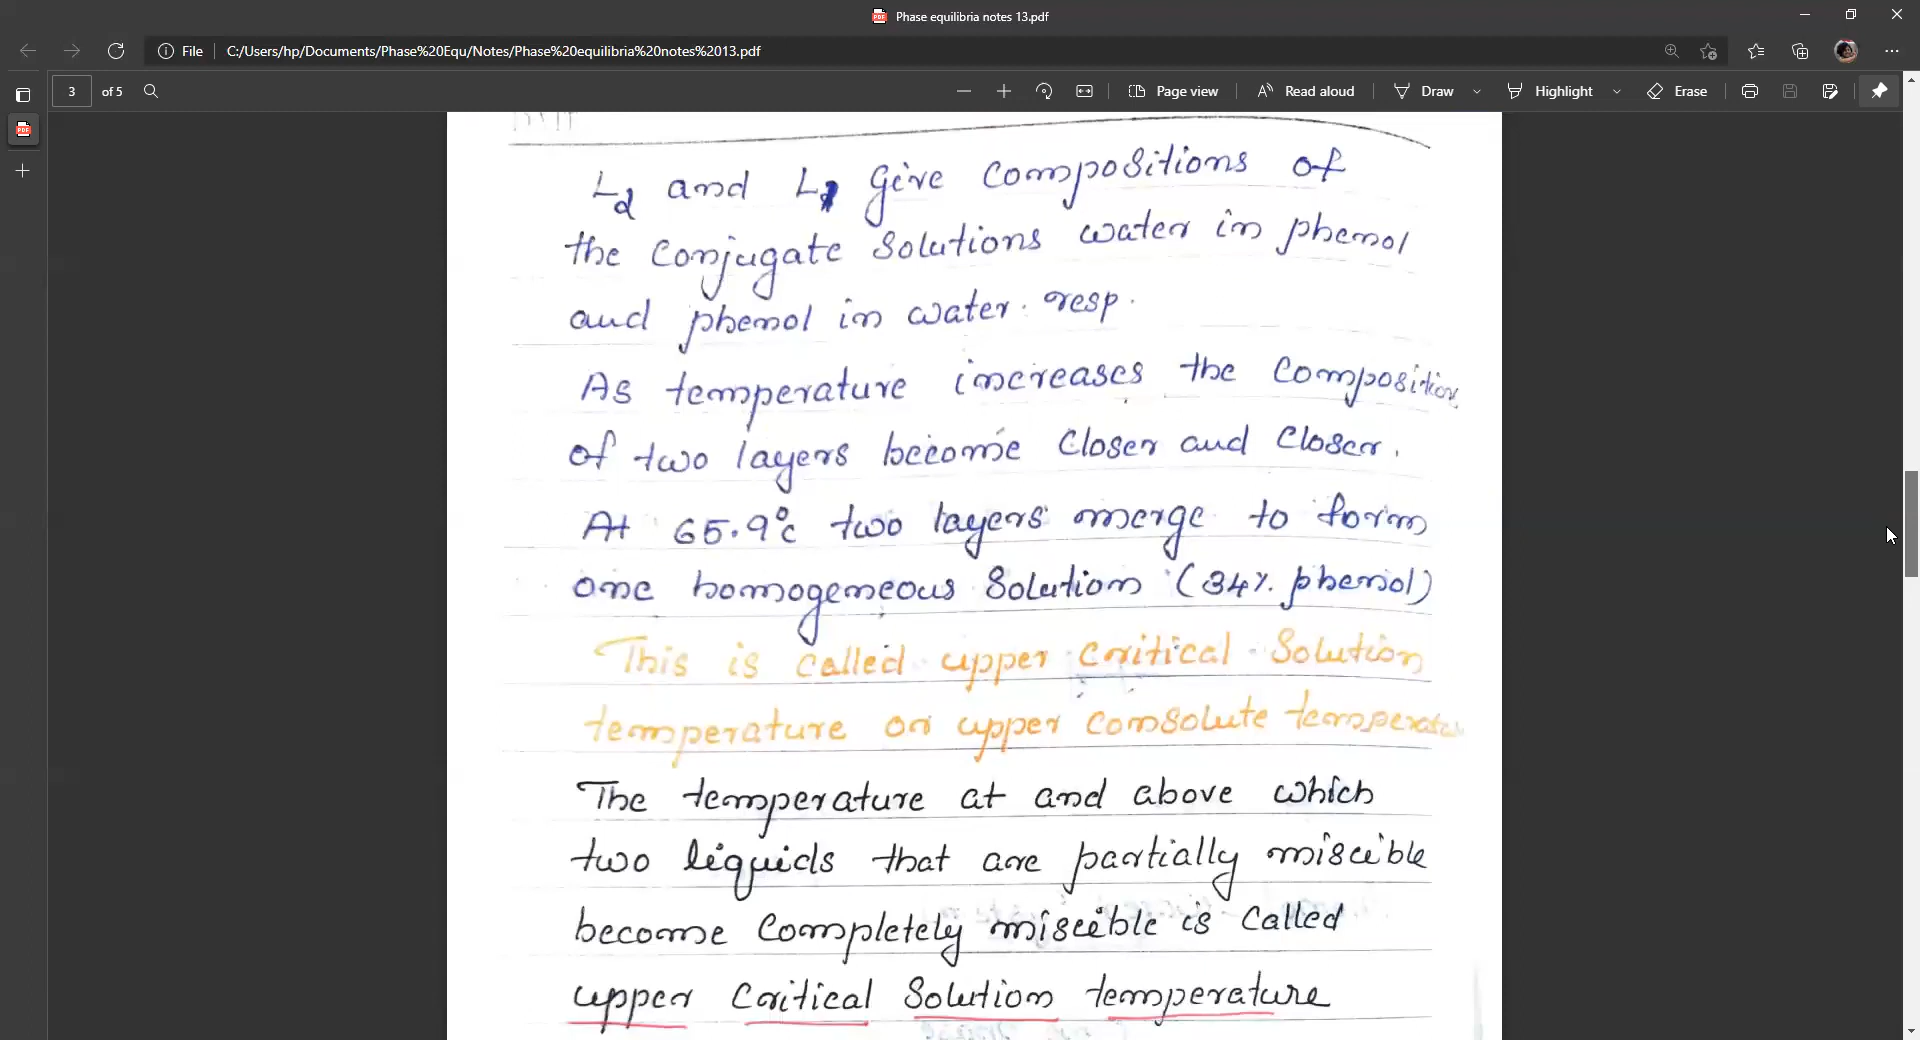 Phase equilibria notes 13.pdf
File
C:/Users/hp/Documents/Phase%20Equ/Notes/Phase%20equilibria%20notes%2013.pdf
3 of 5
Page view
Read aloud
Draw
Highlight
Erase
L2 and L1 give compositions of
the conjugate solutions water in phenol
and phenol in water. resp.
As temperature increases the composition
of two layers become closer and closer.
At 65.9°c two layers merge to form
one homogeneous solution (34%. phenol)
This is called upper critical solution
temperature or upper consolute temperatu
The temperature at and above which
two liquids that are partially miscible
become completely miscible is called
upper critical solution temperature